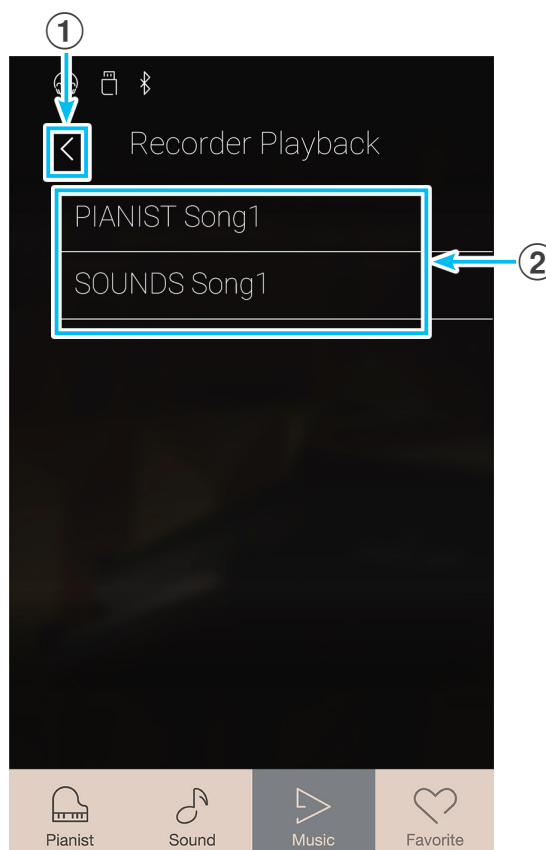 1
Recorder Playback
PIANIST Song1
2
SOUNDS Song1
Pianist Sound Music Favorite